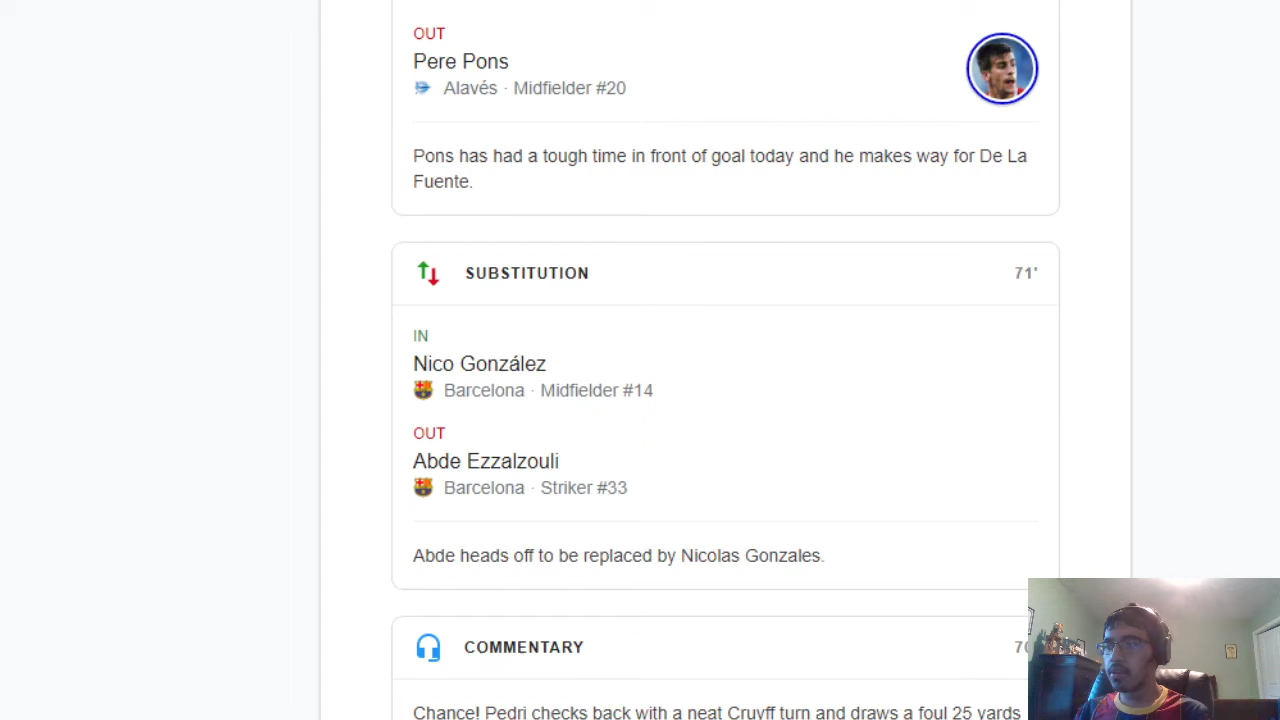 OUT
Pere Pons
Alavés · Midfielder #20
Pons has had a tough time in front of goal today and he makes way for De La
Fuente.
SUBSTITUTION 71'
IN
Nico González
Barcelona · Midfielder #14
OUT
Abde Ezzalzouli
Barcelona · Striker #33
Abde heads off to be replaced by Nicolas Gonzales.
COMMENTARY
Chance! Pedri checks back with a neat Cruyff turn and draws a foul 25 yards